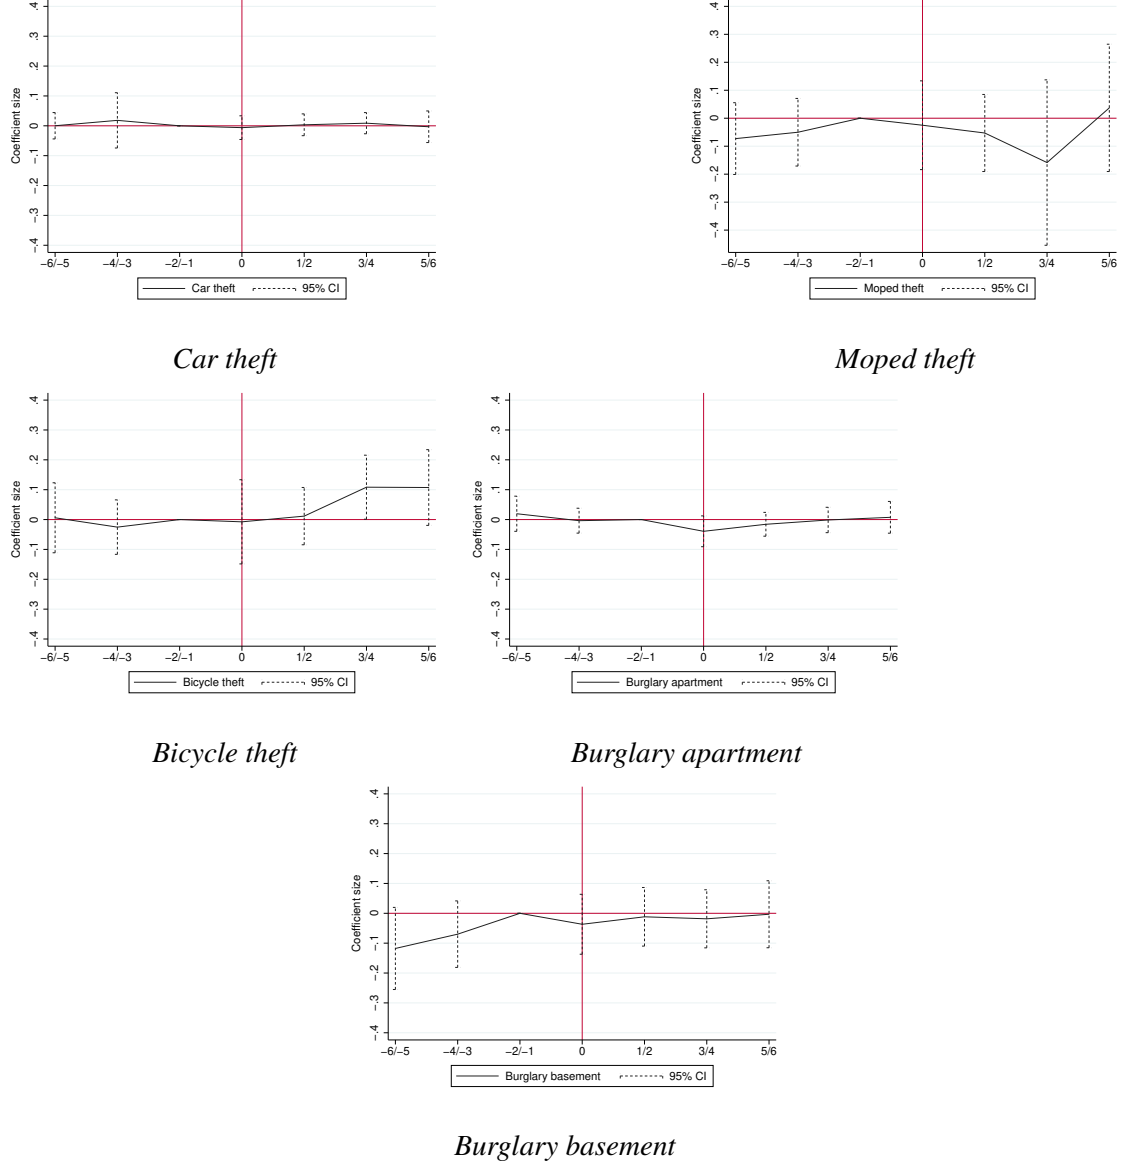 .4 .3 .2 .1 0 −.1 −.2 −.3 −.4
Coefficient size
−6/−5 −4/−3 −2/−1 0 1/2 3/4 5/6
Car theft 95% CI
Car theft
.4 .3 .2 .1 0 −.1 −.2 −.3 −.4
Coefficient size
−6/−5 −4/−3 −2/−1 0 1/2 3/4 5/6
Moped theft 95% CI
Moped theft
.4 .3 .2 .1 0 −.1 −.2 −.3 −.4
Coefficient size
−6/−5 −4/−3 −2/−1 0 1/2 3/4 5/6
Bicycle theft 95% CI
Bicycle theft
.4 .3 .2 .1 0 −.1 −.2 −.3 −.4
Coefficient size
−6/−5 −4/−3 −2/−1 0 1/2 3/4 5/6
Burglary apartment 95% CI
Burglary apartment
.4 .3 .2 .1 0 −.1 −.2 −.3 −.4
Coefficient size
−6/−5 −4/−3 −2/−1 0 1/2 3/4 5/6
Burglary basement 95% CI
Burglary basement